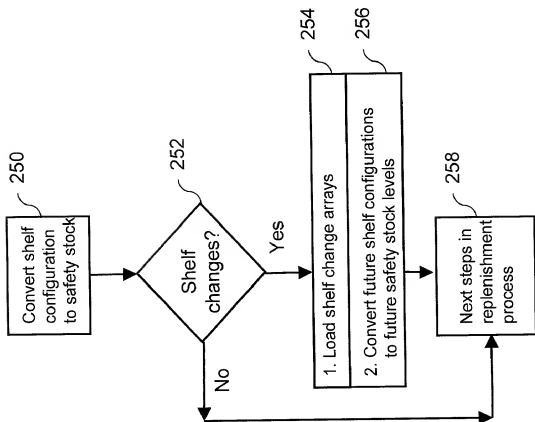 250
Convert shelf
configuration
to safety stock
252
Shelf
changes?
Yes
No
254
1. Load shelf change arrays
256
2. Convert future shelf configurations
to future safety stock levels
258
Next steps in
replenishment
process